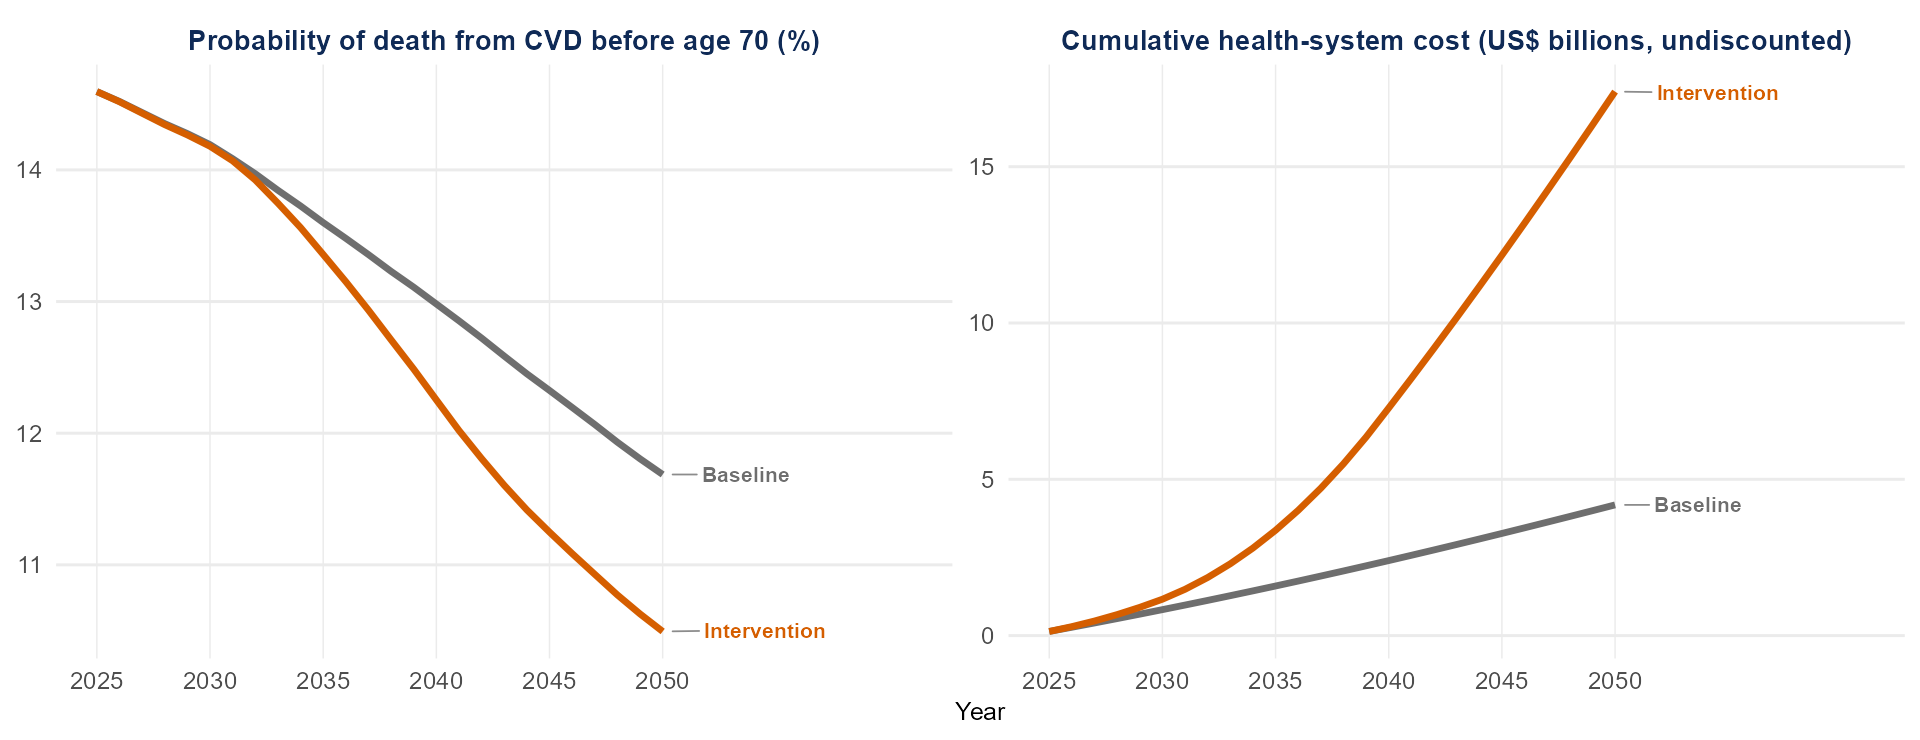 Probability of death from CVD before age 70 (%)
14
13
12
11
Baseline
Intervention
2025 2030 2035 2040 2045 2050
Cumulative health-system cost (US$ billions, undiscounted)
15
10
5
0
Intervention
Baseline
2025 2030 2035 2040 2045 2050
Year